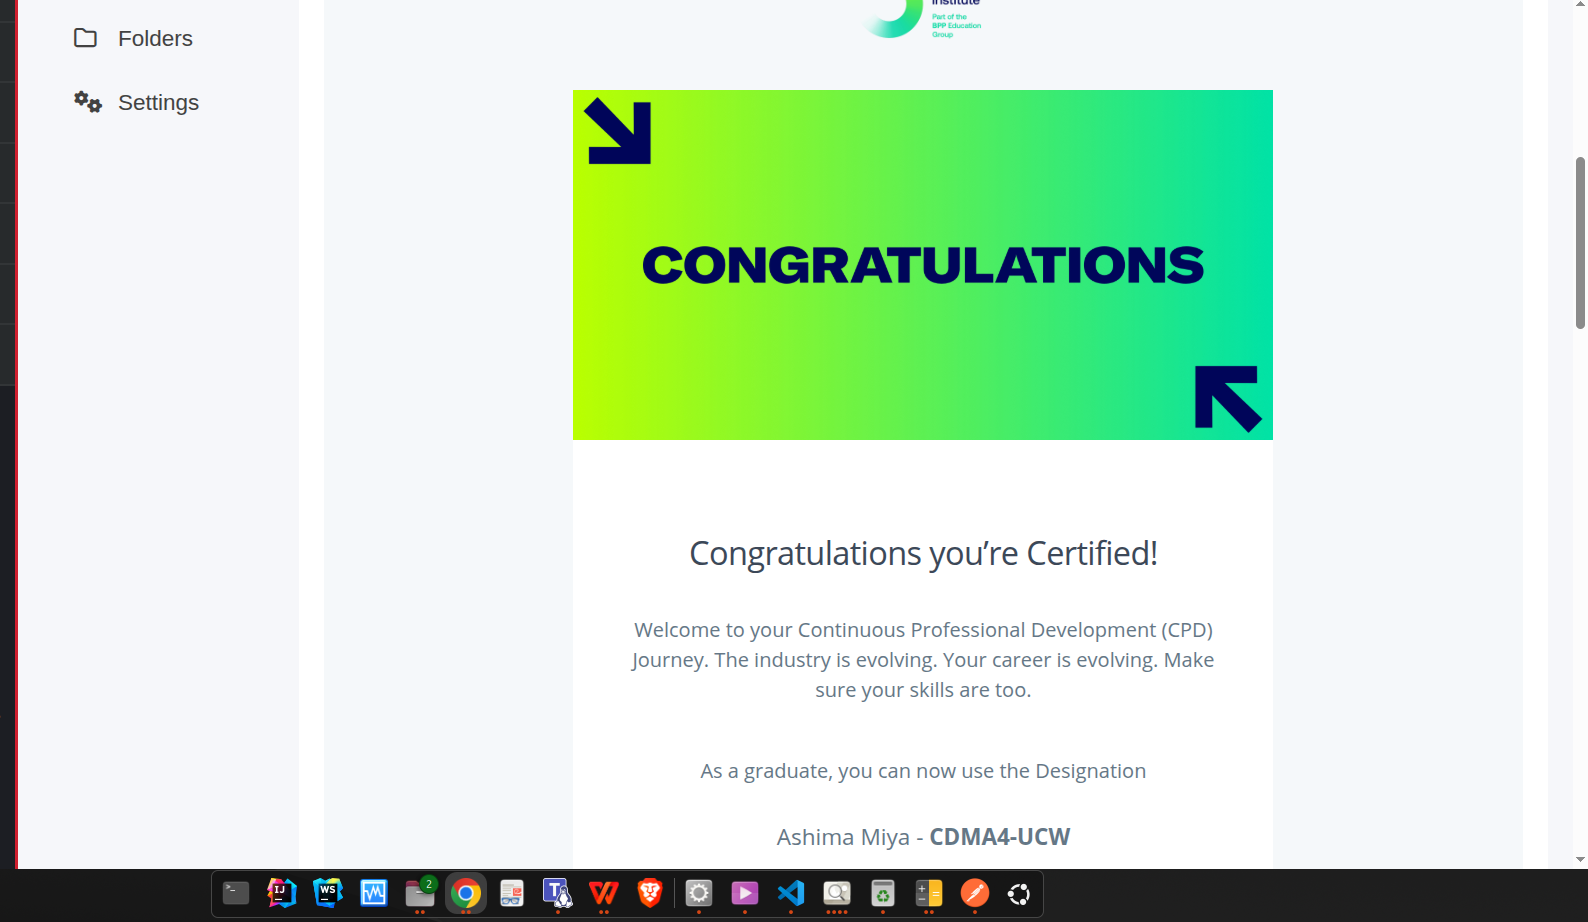 Institute
Part of the
BPP Education
Group
Folders
Settings
CONGRATULATIONS
Congratulations you’re Certified!
Welcome to your Continuous Professional Development (CPD)
Journey. The industry is evolving. Your career is evolving. Make
sure your skills are too.
As a graduate, you can now use the Designation
Ashima Miya - CDMA4-UCW
>_
IJ
WS
2
T